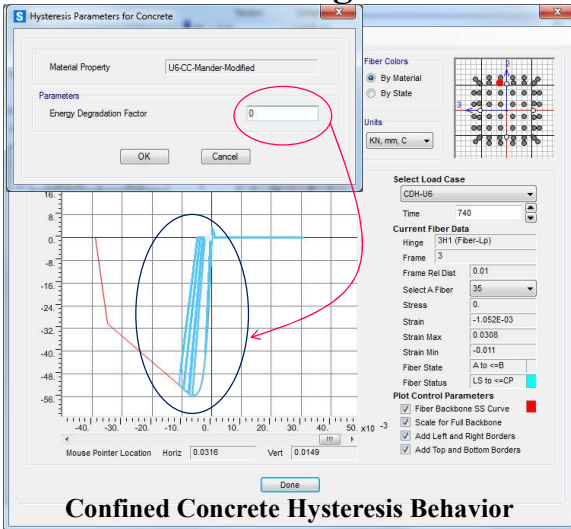 Hysteresis Parameters for Concrete
Material Property U6-CC-Mander-Modified
Parameters
Energy Degradation Factor 0
OK Cancel
Fiber Colors
By Material
By State
Units
KN, mm, C
2
3
Select Load Case
CDH-U6
Time 740
Current Fiber Data
Hinge 3H1 (Fiber-Lp)
Frame 3
Frame Rel Dist 0.01
Select A Fiber 35
Stress 0.
Strain -1.052E-03
Strain Max 0.0308
Strain Min -0.011
Fiber State A to <=B
Fiber Status LS to <=CP
Plot Control Parameters
Fiber Backbone SS Curve
Scale for Full Backbone
Add Left and Right Borders
Add Top and Bottom Borders
16.
8.
0.
-8.
-16.
-24.
-32.
-40.
-48.
-56.
-40. -30. -20. -10. 0. 10. 20. 30. 40. 50. x10 -3
Mouse Pointer Location Horiz 0.0316 Vert 0.0149
Done
Confined Concrete Hysteresis Behavior